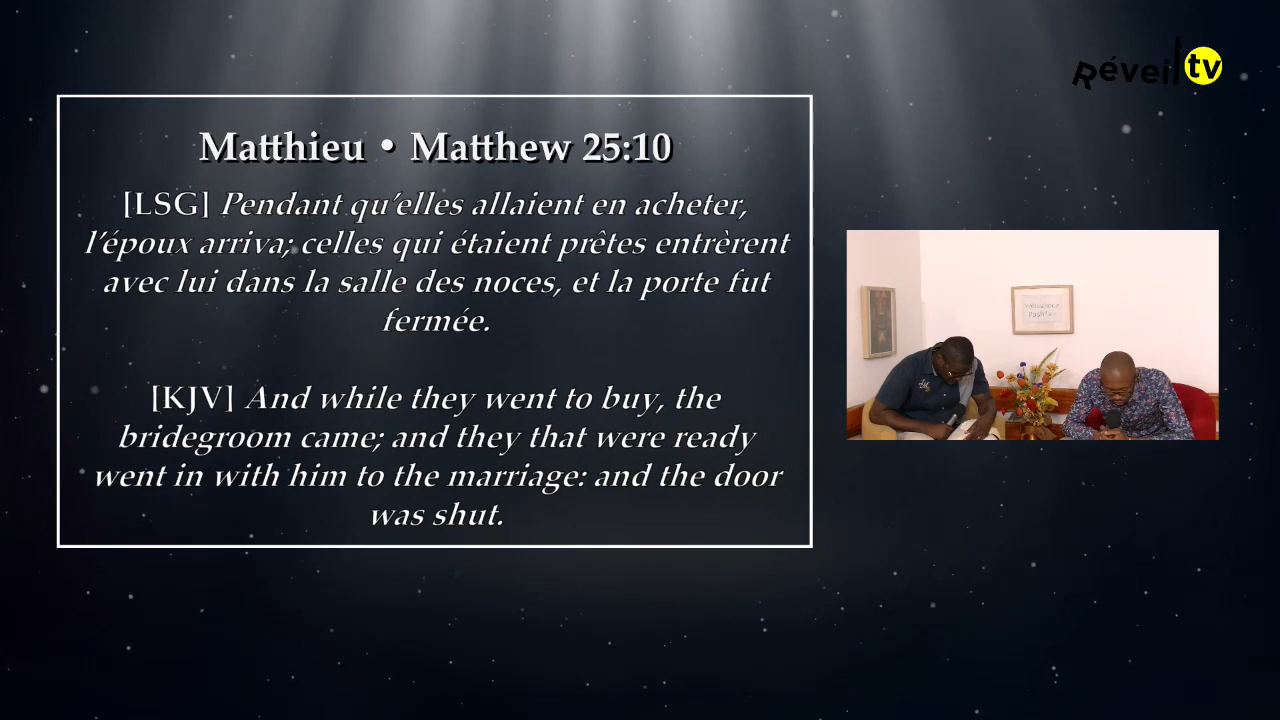 Réveil tv
Matthieu • Matthew 25:10
[LSG] Pendant qu’elles allaient en acheter,
l’époux arriva; celles qui étaient prêtes entrèrent
avec lui dans la salle des noces, et la porte fut
fermée.
[KJV] And while they went to buy, the
bridegroom came; and they that were ready
went in with him to the marriage: and the door
was shut.